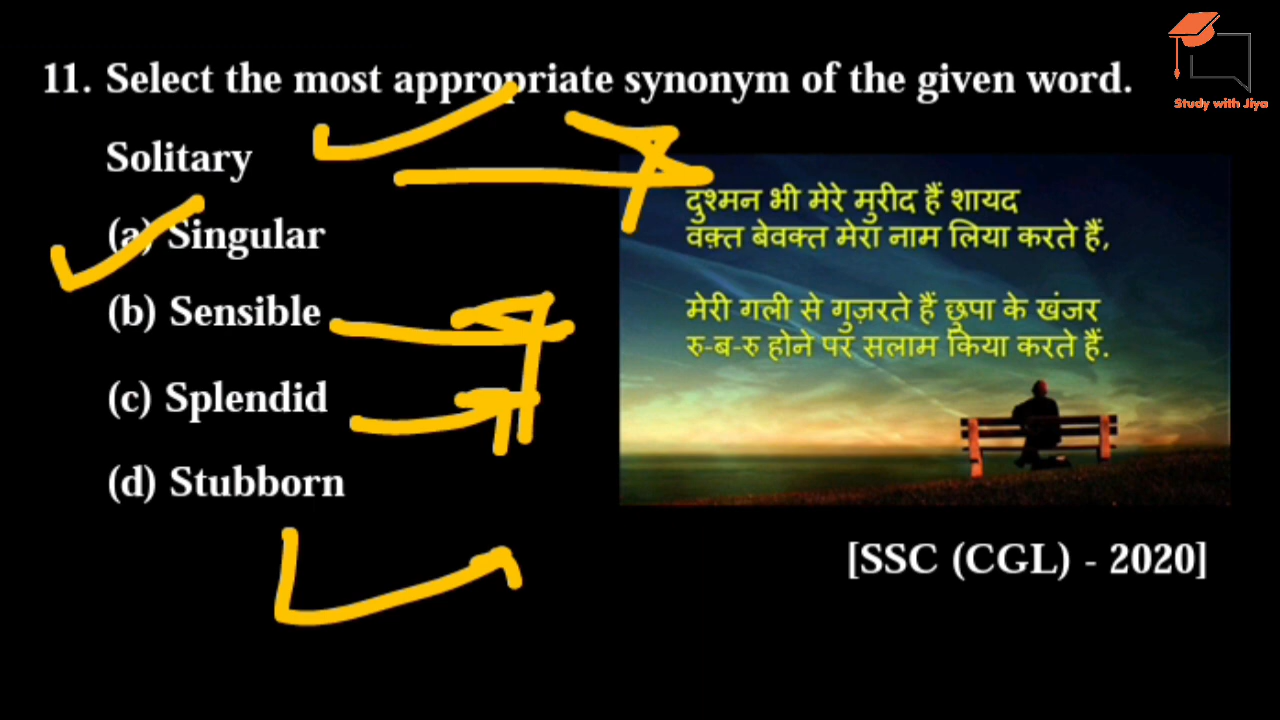 11. Select the most appropriate synonym of the given word.
Study with Jiya
Solitary
(a) Singular
(b) Sensible
(c) Splendid
(d) Stubborn
दुश्मन भी मेरे मुरीद हैं शायद
वक़्त बेवक्त मेरा नाम लिया करते हैं,
मेरी गली से गुज़रते हैं छुपा के खंजर
रु-ब-रु होने पर सलाम किया करते हैं.
[SSC (CGL) - 2020]